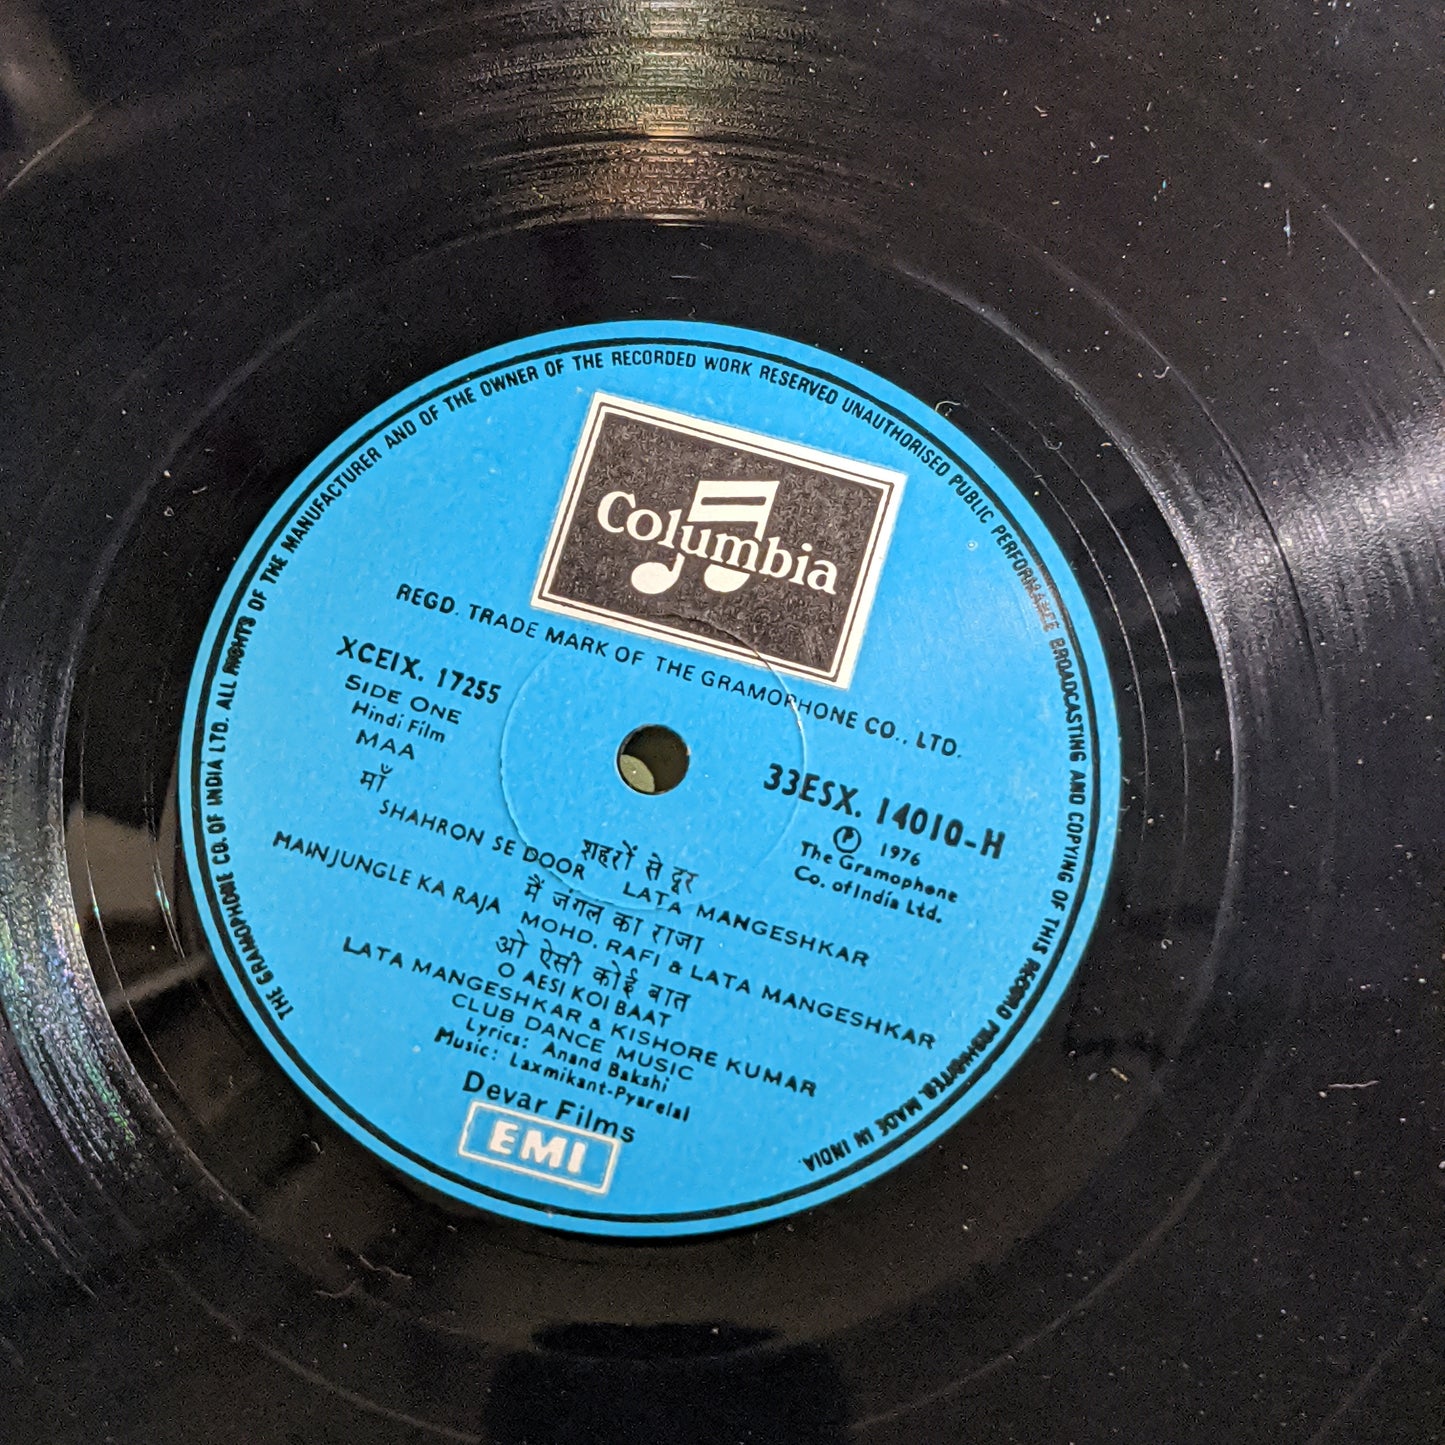 THE GRAMOPHONE CO. OF INDIA LTD. ALL RIGHTS OF THE MANUFACTURER AND OF THE OWNER OF THE RECORDED WORK RESERVED UNAUTHORISED PUBLIC PERFORMANCE BROADCASTING AND COPYING OF THIS RECORD PROHIBITED. MADE IN INDIA.
Columbia
REGD. TRADE MARK OF THE GRAMOPHONE CO., LTD.
XCEIX. 17255
SIDE ONE
Hindi Film
MAA
माँ
33ESX. 14010-H
Ⓟ 1976
The Gramophone
Co. of India Ltd.
शहरों से दूर
SHAHRON SE DOOR LATA MANGESHKAR
मैं जंगल का राजा
MAIN JUNGLE KA RAJA MOHD. RAFI & LATA MANGESHKAR
ओ ऐसी कोई बात
O AESI KOI BAAT
LATA MANGESHKAR & KISHORE KUMAR
CLUB DANCE MUSIC
Lyrics: Anand Bakshi
Music: Laxmikant-Pyarelal
Devar Films
EMI